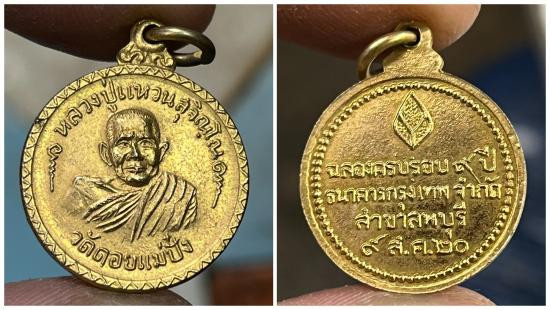 หลวงปู่แหวนสุจิณฺโณ
วัดดอยแม่ปั๋ง
ฉลองครบรอบ ๙ ปี
ธนาคารกรุงเทพ จำกัด
สาขาลพบุรี
๙ ส.ค.๒๐